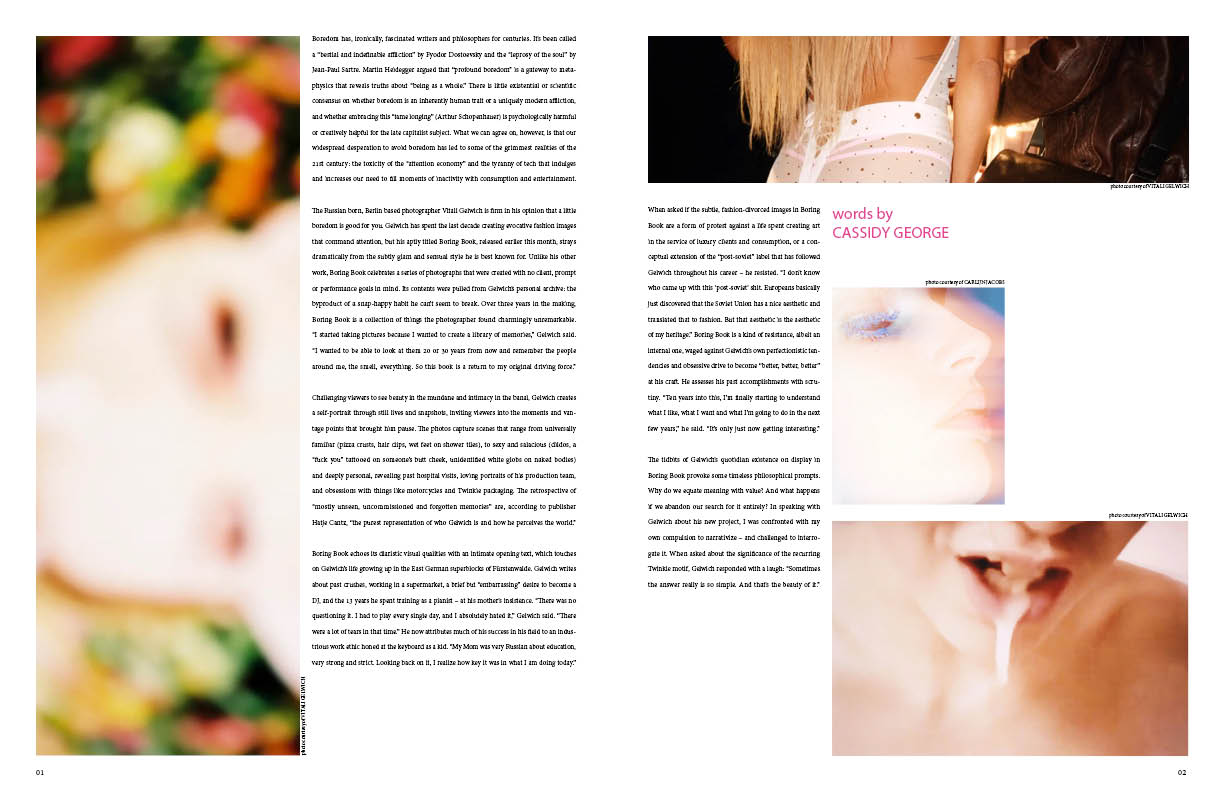 Boredom has, ironically, fascinated writers and philosophers for centuries. It's been called
a "bestial and indefinable affliction" by Fyodor Dostoevsky and the "leprosy of the soul" by
Jean-Paul Sartre. Martin Heidegger argued that "profound boredom" is a gateway to meta-
physics that reveals truths about "being as a whole." There is little existential or scientific
consensus on whether boredom is an inherently human trait or a uniquely modern affliction,
and whether embracing this "tame longing" (Arthur Schopenhauer) is psychologically harmful
or creatively helpful for the late capitalist subject. What we can agree on, however, is that our
widespread desperation to avoid boredom has led to some of the grimmest realities of the
21st century: the toxicity of the "attention economy" and the tyranny of tech that indulges
and increases our need to fill moments of inactivity with consumption and entertainment.
The Russian born, Berlin based photographer Vitali Gelwich is firm in his opinion that a little
boredom is good for you. Gelwich has spent the last decade creating evocative fashion images
that command attention, but his aptly titled Boring Book, released earlier this month, strays
dramatically from the subtly glam and sensual style he is best known for. Unlike his other
work, Boring Book celebrates a series of photographs that were created with no client, prompt
or performance goals in mind. Its contents were pulled from Gelwich's personal archive: the
byproduct of a snap-happy habit he can't seem to break. Over three years in the making,
Boring Book is a collection of things the photographer found charmingly unremarkable.
"I started taking pictures because I wanted to create a library of memories," Gelwich said.
"I wanted to be able to look at them 20 or 30 years from now and remember the people
around me, the smell, everything. So this book is a return to my original driving force."
Challenging viewers to see beauty in the mundane and intimacy in the banal, Gelwich creates
a self-portrait through still lives and snapshots, inviting viewers into the moments and van-
tage points that brought him pause. The photos capture scenes that range from universally
familiar (pizza crusts, hair clips, wet feet on shower tiles), to sexy and salacious (dildos, a
"fuck you" tattooed on someone's butt cheek, unidentified white globs on naked bodies)
and deeply personal, revealing past hospital visits, loving portraits of his production team,
and obsessions with things like motorcycles and Twinkie packaging. The retrospective of
"mostly unseen, uncommissioned and forgotten memories" are, according to publisher
Hatje Cantz, "the purest representation of who Gelwich is and how he perceives the world."
Boring Book echoes its diaristic visual qualities with an intimate opening text, which touches
on Gelwich's life growing up in the East German superblocks of Fürstenwalde. Gelwich writes
about past crushes, working in a supermarket, a brief but "embarrassing" desire to become a
DJ, and the 13 years he spent training as a pianist – at his mother's insistence. "There was no
questioning it. I had to play every single day, and I absolutely hated it," Gelwich said. "There
were a lot of tears in that time." He now attributes much of his success in his field to an indus-
trious work ethic honed at the keyboard as a kid. "My Mom was very Russian about education,
very strong and strict. Looking back on it, I realize how key it was in what I am doing today."
photo courtesy of VITALI GELWICH
01
photo courtesy of VITALI GELWICH
When asked if the subtle, fashion-divorced images in Boring
Book are a form of protest against a life spent creating art
in the service of luxury clients and consumption, or a con-
ceptual extension of the "post-soviet" label that has followed
Gelwich throughout his career – he resisted. "I don't know
who came up with this 'post-soviet' shit. Europeans basically
just discovered that the Soviet Union has a nice aesthetic and
translated that to fashion. But that aesthetic is the aesthetic
of my heritage." Boring Book is a kind of resistance, albeit an
internal one, waged against Gelwich's own perfectionistic ten-
dencies and obsessive drive to become "better, better, better"
at his craft. He assesses his past accomplishments with scru-
tiny. "Ten years into this, I'm finally starting to understand
what I like, what I want and what I'm going to do in the next
few years," he said. "It's only just now getting interesting."
The tidbits of Gelwich's quotidian existence on display in
Boring Book provoke some timeless philosophical prompts.
Why do we equate meaning with value? And what happens
if we abandon our search for it entirely? In speaking with
Gelwich about his new project, I was confronted with my
own compulsion to narrativize – and challenged to interro-
gate it. When asked about the significance of the recurring
Twinkie motif, Gelwich responded with a laugh: "Sometimes
the answer really is so simple. And that's the beauty of it."
words by
CASSIDY GEORGE
photo courtesy of CARLIJN JACOBS
photo courtesy of VITALI GELWICH
02